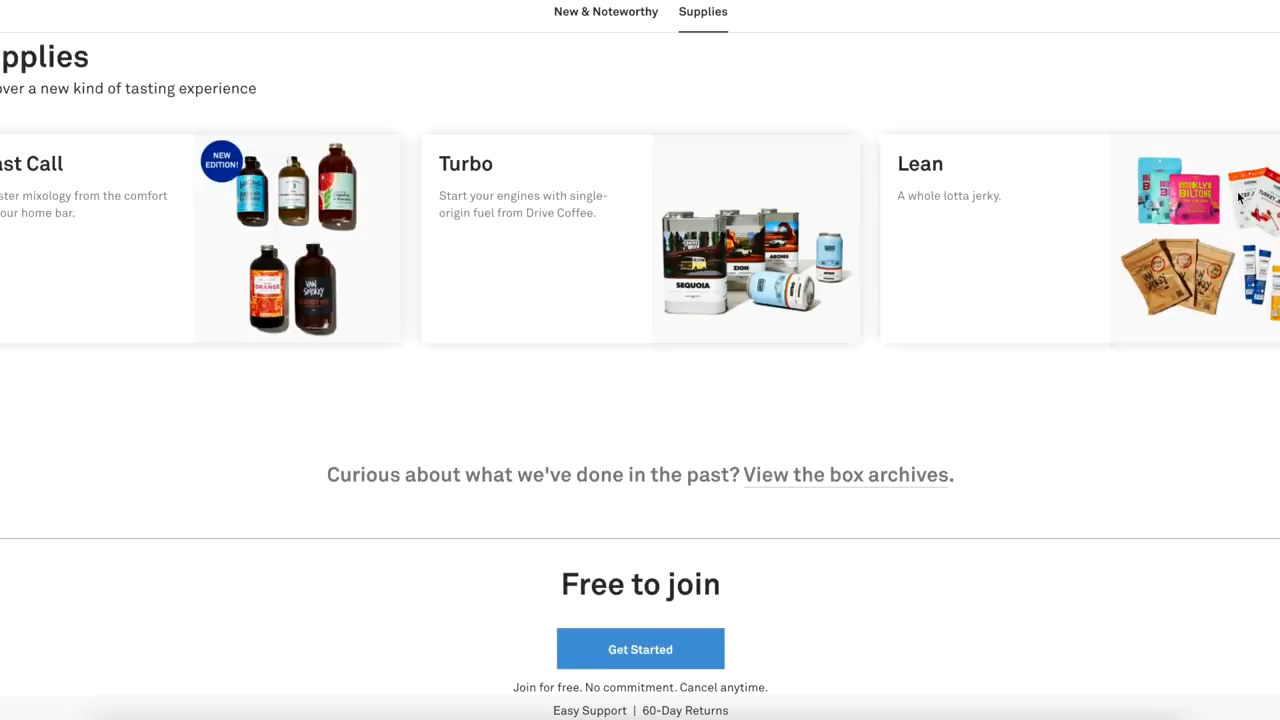 New & Noteworthy
Supplies
pplies
over a new kind of tasting experience
ast Call
ster mixology from the comfort
our home bar.
NEW
EDITION!
Turbo
Start your engines with single-
origin fuel from Drive Coffee.
SEQUOIA
ZION
Lean
A whole lotta jerky.
Curious about what we've done in the past? View the box archives.
Free to join
Get Started
Join for free. No commitment. Cancel anytime.
Easy Support | 60-Day Returns